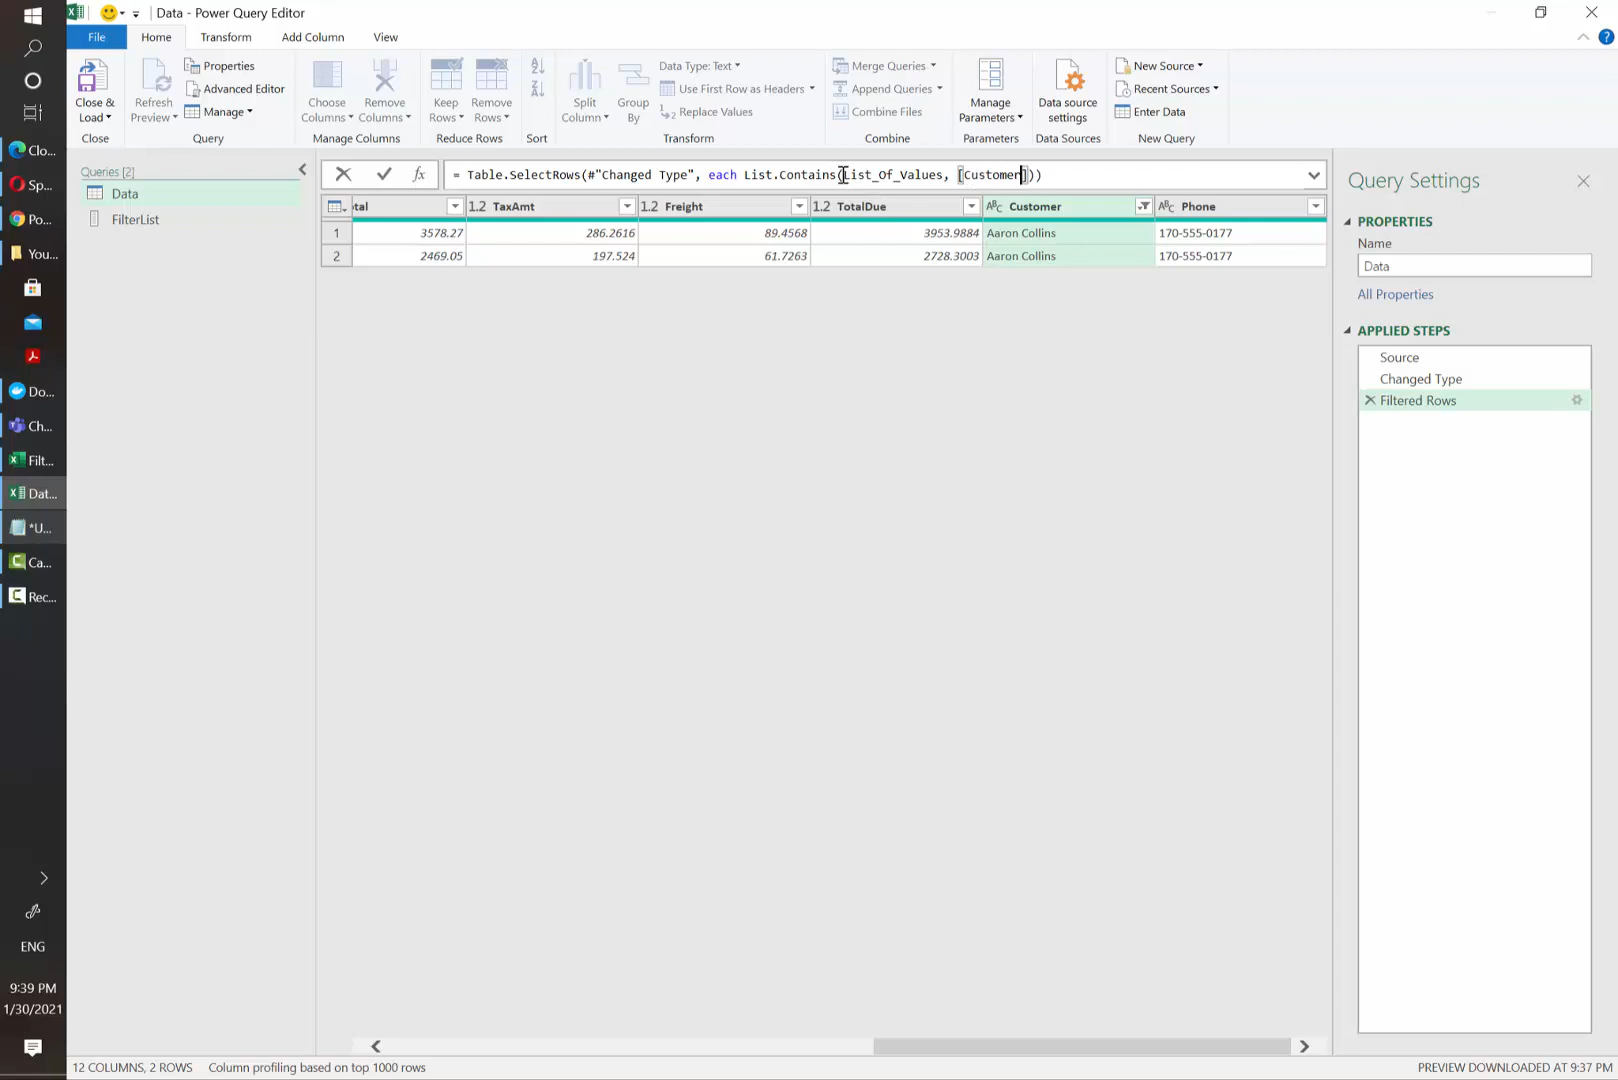 Data - Power Query Editor
File Home Transform Add Column View
Close & Load
Refresh Preview
Properties
Advanced Editor
Manage
Choose Columns
Remove Columns
Keep Rows
Remove Rows
Split Column
Group By
Data Type: Text
Use First Row as Headers
Replace Values
Merge Queries
Append Queries
Combine Files
Manage Parameters
Data source settings
New Source
Recent Sources
Enter Data
Close Query Manage Columns Reduce Rows Sort Transform Combine Parameters Data Sources New Query
Queries [2]
Data
FilterList
fx = Table.SelectRows(#"Changed Type", each List.Contains(List_Of_Values, [Customer]))
tal 1.2 TaxAmt 1.2 Freight 1.2 TotalDue ABC Customer ABC Phone
1 3578.27 286.2616 89.4568 3953.9884 Aaron Collins 170-555-0177
2 2469.05 197.524 61.7263 2728.3003 Aaron Collins 170-555-0177
Query Settings
PROPERTIES
Name
Data
All Properties
APPLIED STEPS
Source
Changed Type
Filtered Rows
Clo...
Sp...
Po...
You...
Do...
Ch...
Filt...
Dat...
*U...
Ca...
Rec...
ENG
9:39 PM
1/30/2021
12 COLUMNS, 2 ROWS Column profiling based on top 1000 rows PREVIEW DOWNLOADED AT 9:37 PM